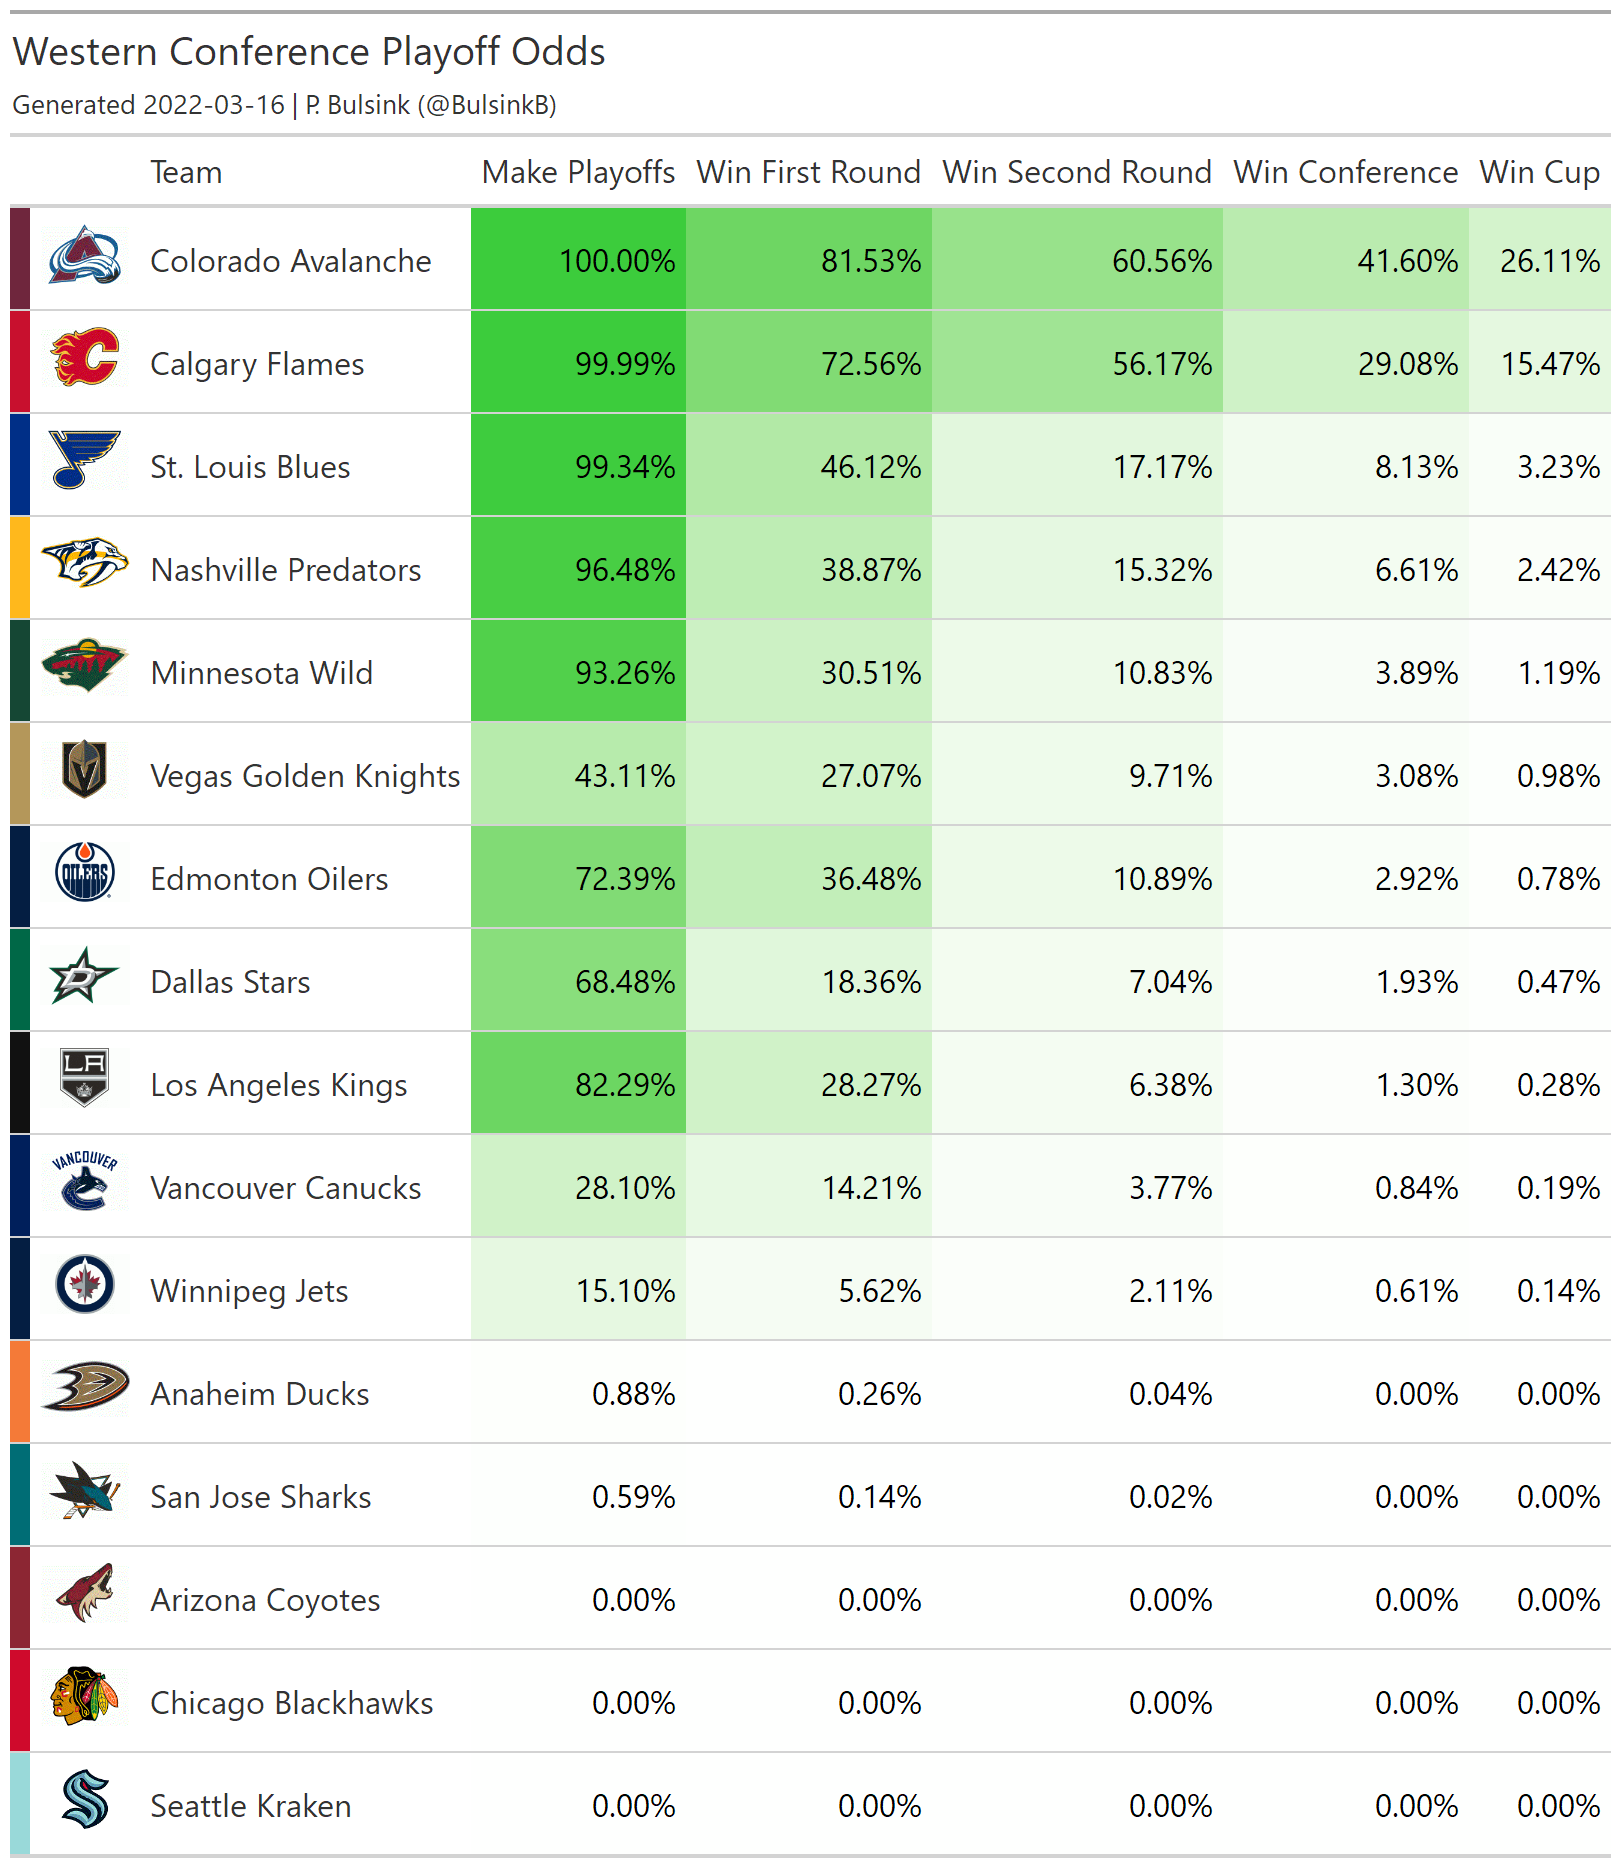 Western Conference Playoff Odds
Generated 2022-03-16 | P. Bulsink (@BulsinkB)
Team Make Playoffs Win First Round Win Second Round Win Conference Win Cup
Colorado Avalanche 100.00% 81.53% 60.56% 41.60% 26.11%
Calgary Flames 99.99% 72.56% 56.17% 29.08% 15.47%
St. Louis Blues 99.34% 46.12% 17.17% 8.13% 3.23%
Nashville Predators 96.48% 38.87% 15.32% 6.61% 2.42%
Minnesota Wild 93.26% 30.51% 10.83% 3.89% 1.19%
Vegas Golden Knights 43.11% 27.07% 9.71% 3.08% 0.98%
OILERS Edmonton Oilers 72.39% 36.48% 10.89% 2.92% 0.78%
D Dallas Stars 68.48% 18.36% 7.04% 1.93% 0.47%
LA Los Angeles Kings 82.29% 28.27% 6.38% 1.30% 0.28%
VANCOUVER Vancouver Canucks 28.10% 14.21% 3.77% 0.84% 0.19%
Winnipeg Jets 15.10% 5.62% 2.11% 0.61% 0.14%
Anaheim Ducks 0.88% 0.26% 0.04% 0.00% 0.00%
San Jose Sharks 0.59% 0.14% 0.02% 0.00% 0.00%
Arizona Coyotes 0.00% 0.00% 0.00% 0.00% 0.00%
Chicago Blackhawks 0.00% 0.00% 0.00% 0.00% 0.00%
Seattle Kraken 0.00% 0.00% 0.00% 0.00% 0.00%